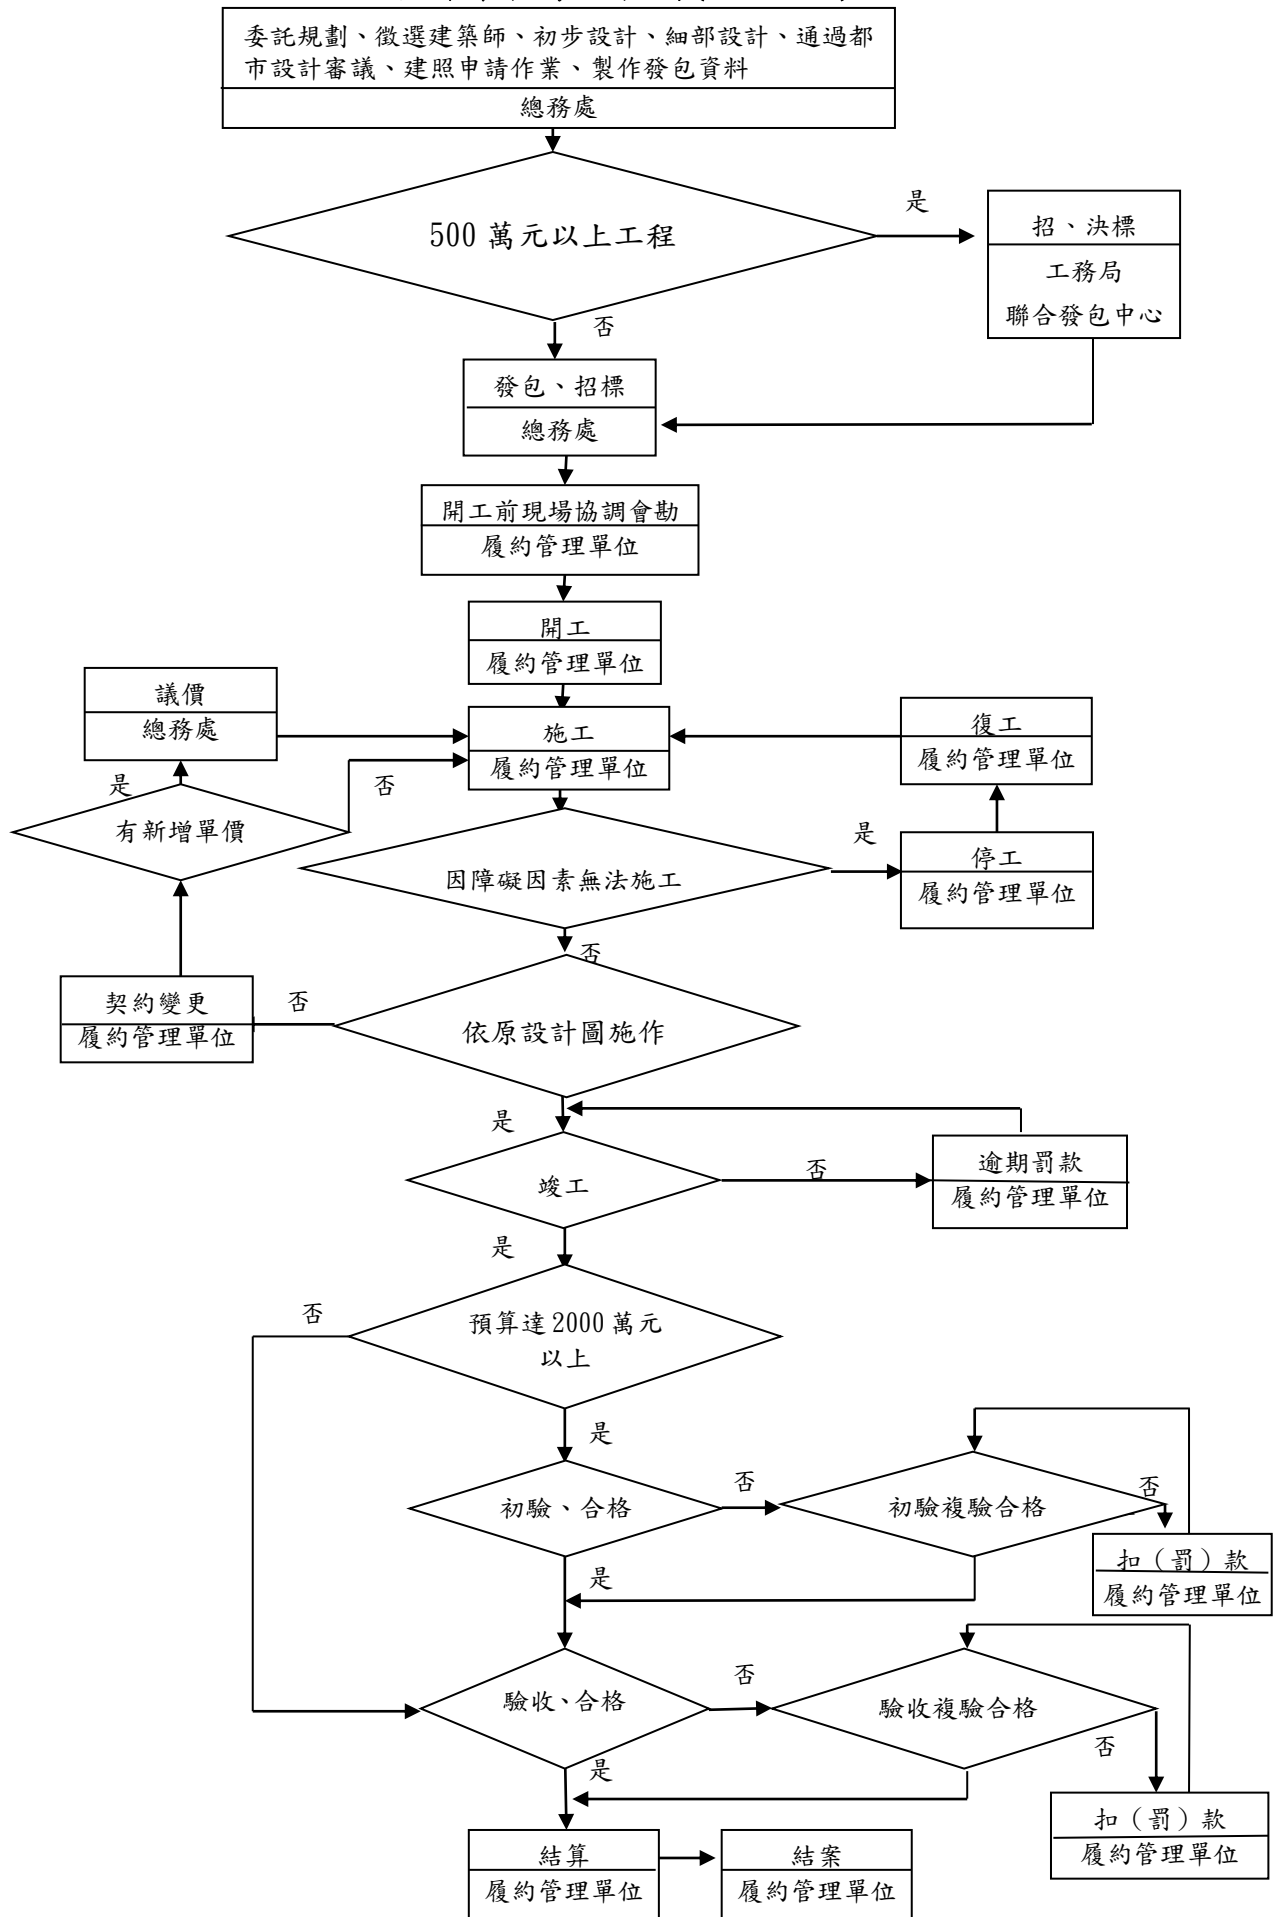 委託規劃、徵選建築師、初步設計、細部設計、通過都
市設計審議、建照申請作業、製作發包資料
總務處
500 萬元以上工程
是
招、決標
工務局
聯合發包中心
否
發包、招標
總務處
開工前現場協調會勘
履約管理單位
開工
履約管理單位
議價
總務處
施工
履約管理單位
復工
履約管理單位
是
否
有新增單價
因障礙因素無法施工
是
停工
履約管理單位
否
契約變更
履約管理單位
否
依原設計圖施作
是
竣工
否
逾期罰款
履約管理單位
是
否
預算達 2000 萬元
以上
是
初驗、合格
否
初驗複驗合格
否
扣（罰）款
履約管理單位
是
驗收、合格
否
驗收複驗合格
否
扣（罰）款
履約管理單位
是
結算
履約管理單位
結案
履約管理單位